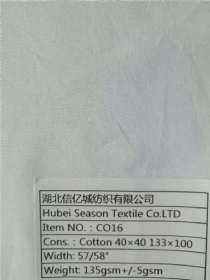 湖北信亿城纺织有限公司
Hubei Season Textile Co.LTD
Item NO. : CO16
Cons. : Cotton 40×40 133×100
Width: 57/58"
Weight: 135gsm+/-5gsm